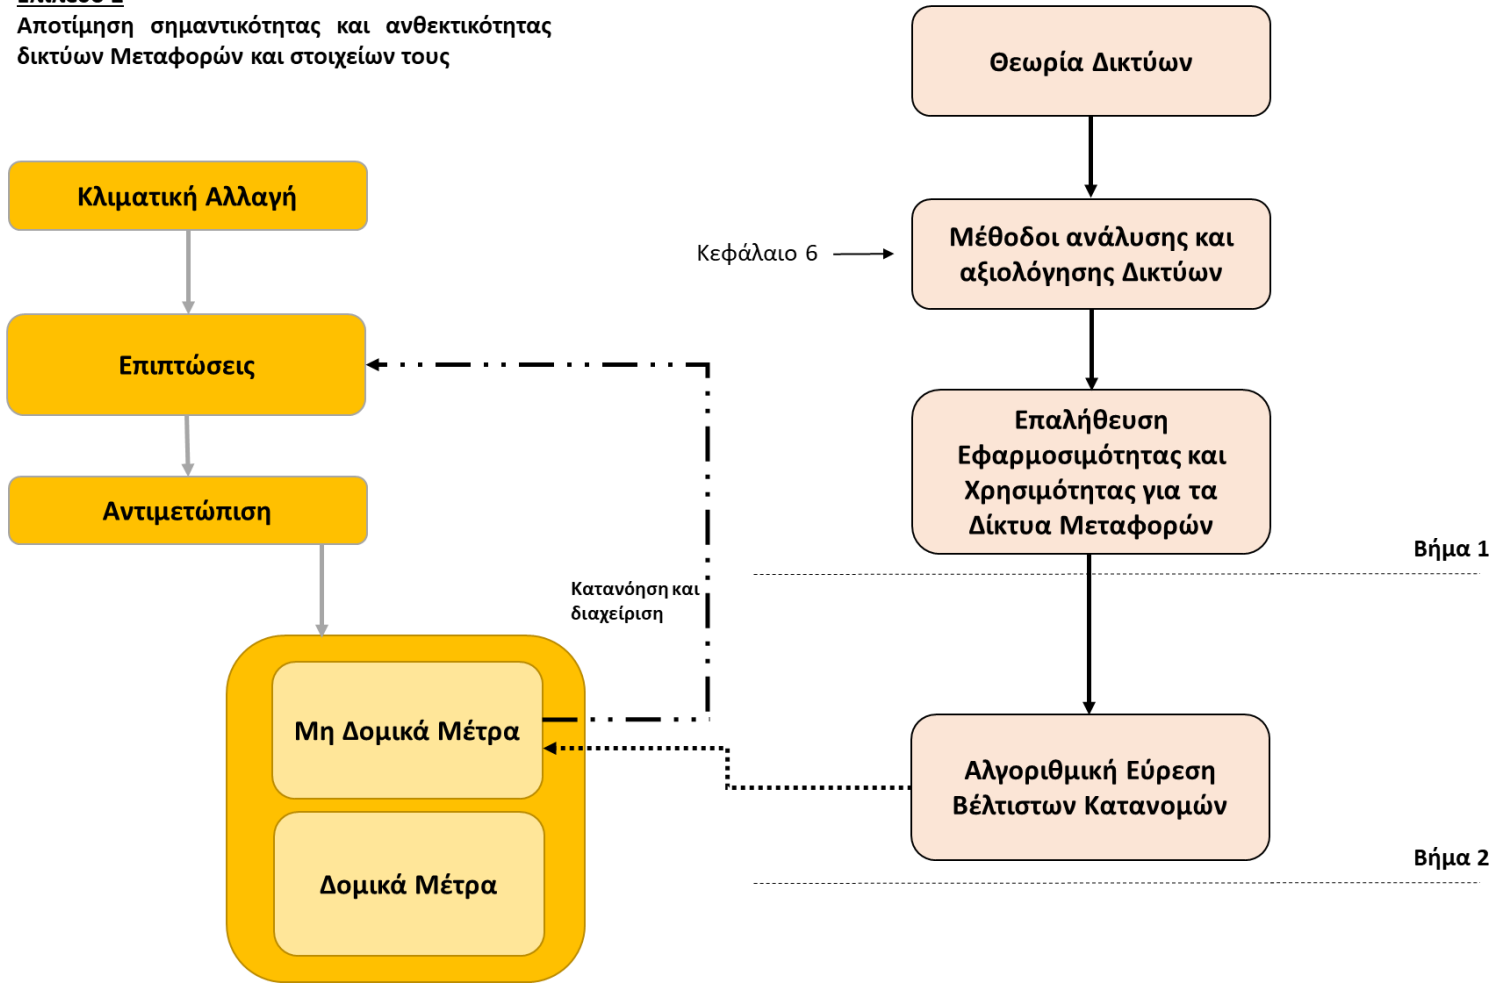 Αποτίμηση σημαντικότητας και ανθεκτικότητας
δικτύων Μεταφορών και στοιχείων τους
Κλιματική Αλλαγή
Επιπτώσεις
Αντιμετώπιση
Κατανόηση και
διαχείριση
Μη Δομικά Μέτρα
Δομικά Μέτρα
Θεωρία Δικτύων
Κεφάλαιο 6
Μέθοδοι ανάλυσης και
αξιολόγησης Δικτύων
Επαλήθευση
Εφαρμοσιμότητας και
Χρησιμότητας για τα
Δίκτυα Μεταφορών
Βήμα 1
Αλγοριθμική Εύρεση
Βέλτιστων Κατανομών
Βήμα 2